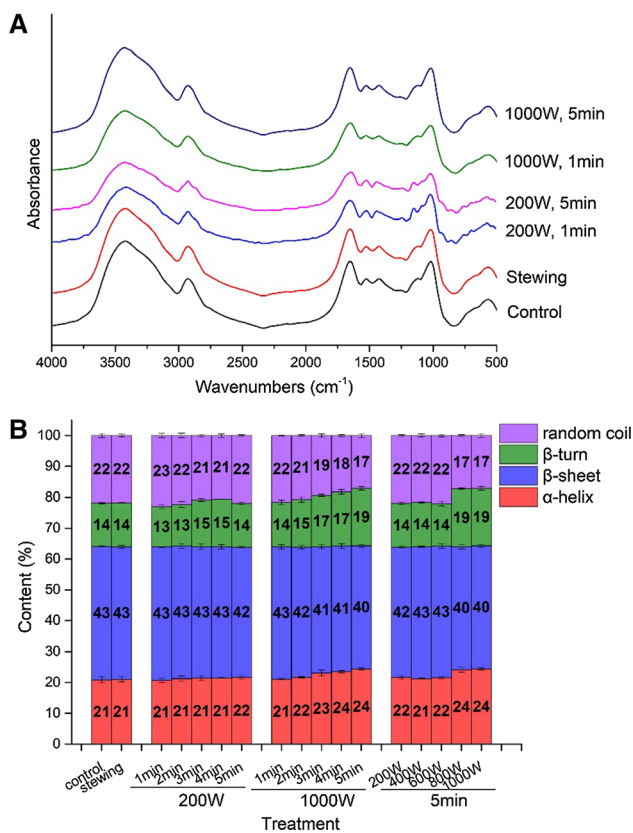 A
Absorbance
1000W, 5min
1000W, 1min
200W, 5min
200W, 1min
Stewing
Control
4000 3500 3000 2500 2000 1500 1000 500
Wavenumbers (cm⁻¹)
B
Content (%)
100
90
80
70
60
50
40
30
20
10
0
random coil
β-turn
β-sheet
α-helix
22 22 23 22 21 21 22 22 21 19 18 17 22 22 22 17 17
14 14 13 13 15 15 14 14 15 17 17 19 14 14 14 19 19
43 43 43 43 43 43 42 43 42 41 41 40 42 43 43 40 40
21 21 21 21 21 21 22 21 22 23 24 24 22 21 22 24 24
control stewing 1min 2min 3min 4min 5min 1min 2min 3min 4min 5min 200W 400W 600W 800W 1000W
200W 1000W 5min
Treatment